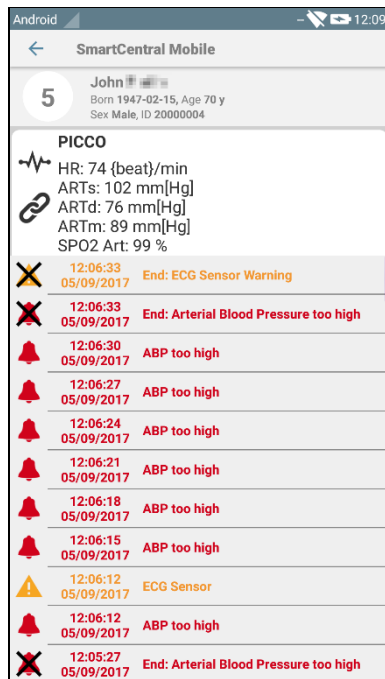 Android
12:09
SmartCentral Mobile
5
John
Born 1947-02-15, Age 70 y
Sex Male, ID 20000004
PICCO
HR: 74 {beat}/min
ARTs: 102 mm[Hg]
ARTd: 76 mm[Hg]
ARTm: 89 mm[Hg]
SPO2 Art: 99 %
12:06:33
05/09/2017
End: ECG Sensor Warning
12:06:33
05/09/2017
End: Arterial Blood Pressure too high
12:06:30
05/09/2017
ABP too high
12:06:27
05/09/2017
ABP too high
12:06:24
05/09/2017
ABP too high
12:06:21
05/09/2017
ABP too high
12:06:18
05/09/2017
ABP too high
12:06:15
05/09/2017
ABP too high
12:06:12
05/09/2017
ECG Sensor
12:06:12
05/09/2017
ABP too high
12:05:27
05/09/2017
End: Arterial Blood Pressure too high